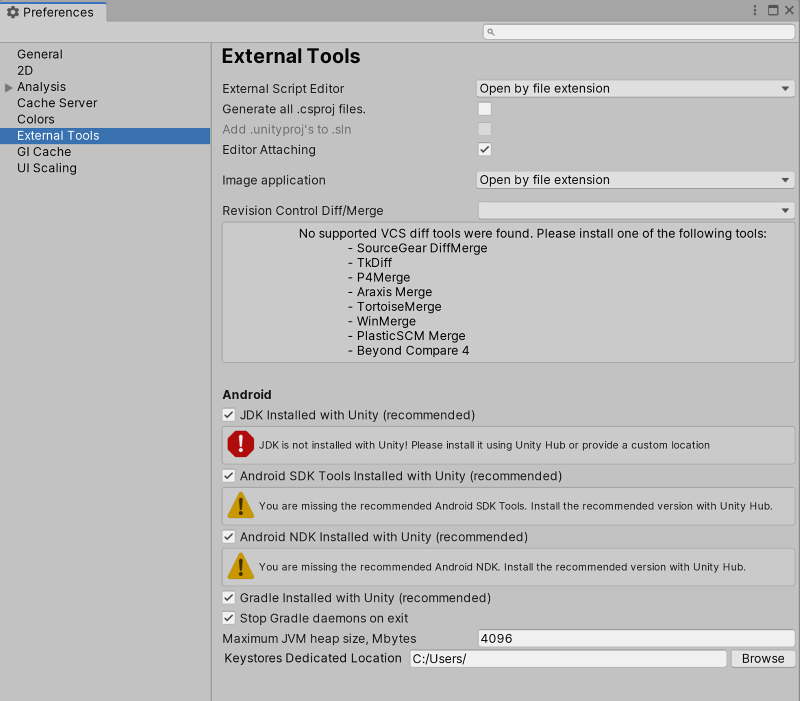 Preferences
General
2D
Analysis
Cache Server
Colors
External Tools
GI Cache
UI Scaling
External Tools
External Script Editor Open by file extension
Generate all .csproj files.
Add .unityproj's to .sln
Editor Attaching
Image application Open by file extension
Revision Control Diff/Merge
No supported VCS diff tools were found. Please install one of the following tools:
- SourceGear DiffMerge
- TkDiff
- P4Merge
- Araxis Merge
- TortoiseMerge
- WinMerge
- PlasticSCM Merge
- Beyond Compare 4
Android
JDK Installed with Unity (recommended)
JDK is not installed with Unity! Please install it using Unity Hub or provide a custom location
Android SDK Tools Installed with Unity (recommended)
You are missing the recommended Android SDK Tools. Install the recommended version with Unity Hub.
Android NDK Installed with Unity (recommended)
You are missing the recommended Android NDK. Install the recommended version with Unity Hub.
Gradle Installed with Unity (recommended)
Stop Gradle daemons on exit
Maximum JVM heap size, Mbytes 4096
Keystores Dedicated Location C:/Users/ Browse